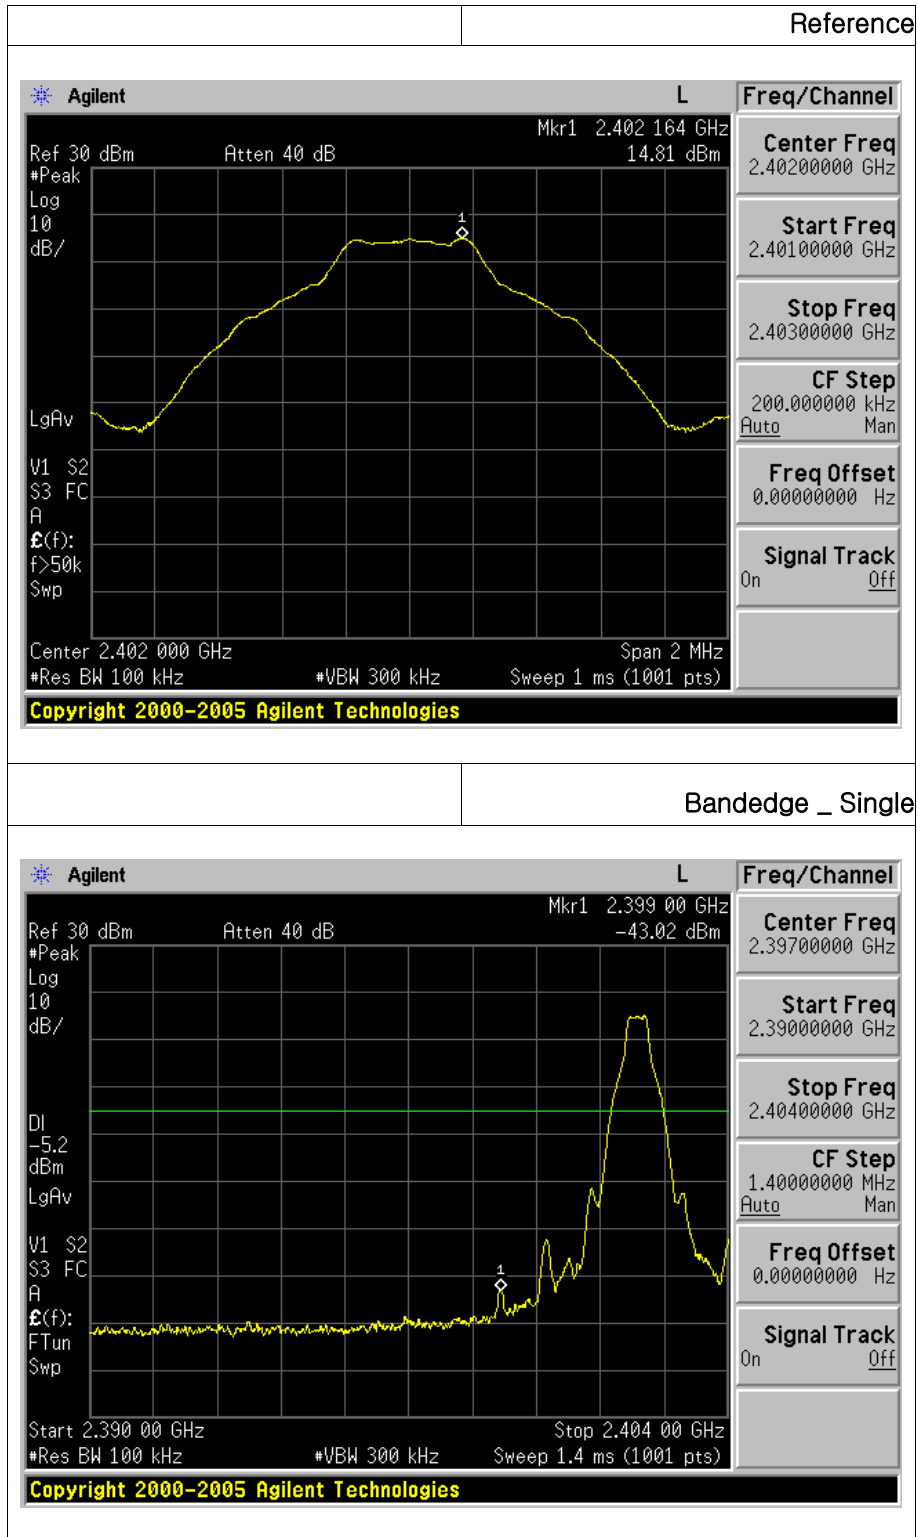 Reference
Agilent
L
Freq/Channel
Mkr1 2.402 164 GHz
Ref 30 dBm Atten 40 dB 14.81 dBm
#Peak
Log
10
dB/
1
LgAv
V1 S2
S3 FC
A
£(f):
f>50k
Swp
Center 2.402 000 GHz Span 2 MHz
#Res BW 100 kHz #VBW 300 kHz Sweep 1 ms (1001 pts)
Copyright 2000-2005 Agilent Technologies
Center Freq
2.40200000 GHz
Start Freq
2.40100000 GHz
Stop Freq
2.40300000 GHz
CF Step
200.000000 kHz
Auto Man
Freq Offset
0.00000000 Hz
Signal Track
On Off
Bandedge _ Single
Agilent
L
Freq/Channel
Mkr1 2.399 00 GHz
Ref 30 dBm Atten 40 dB -43.02 dBm
#Peak
Log
10
dB/
DI
-5.2
dBm
LgAv
1
V1 S2
S3 FC
A
£(f):
FTun
Swp
Start 2.390 00 GHz Stop 2.404 00 GHz
#Res BW 100 kHz #VBW 300 kHz Sweep 1.4 ms (1001 pts)
Copyright 2000-2005 Agilent Technologies
Center Freq
2.39700000 GHz
Start Freq
2.39000000 GHz
Stop Freq
2.40400000 GHz
CF Step
1.40000000 MHz
Auto Man
Freq Offset
0.00000000 Hz
Signal Track
On Off